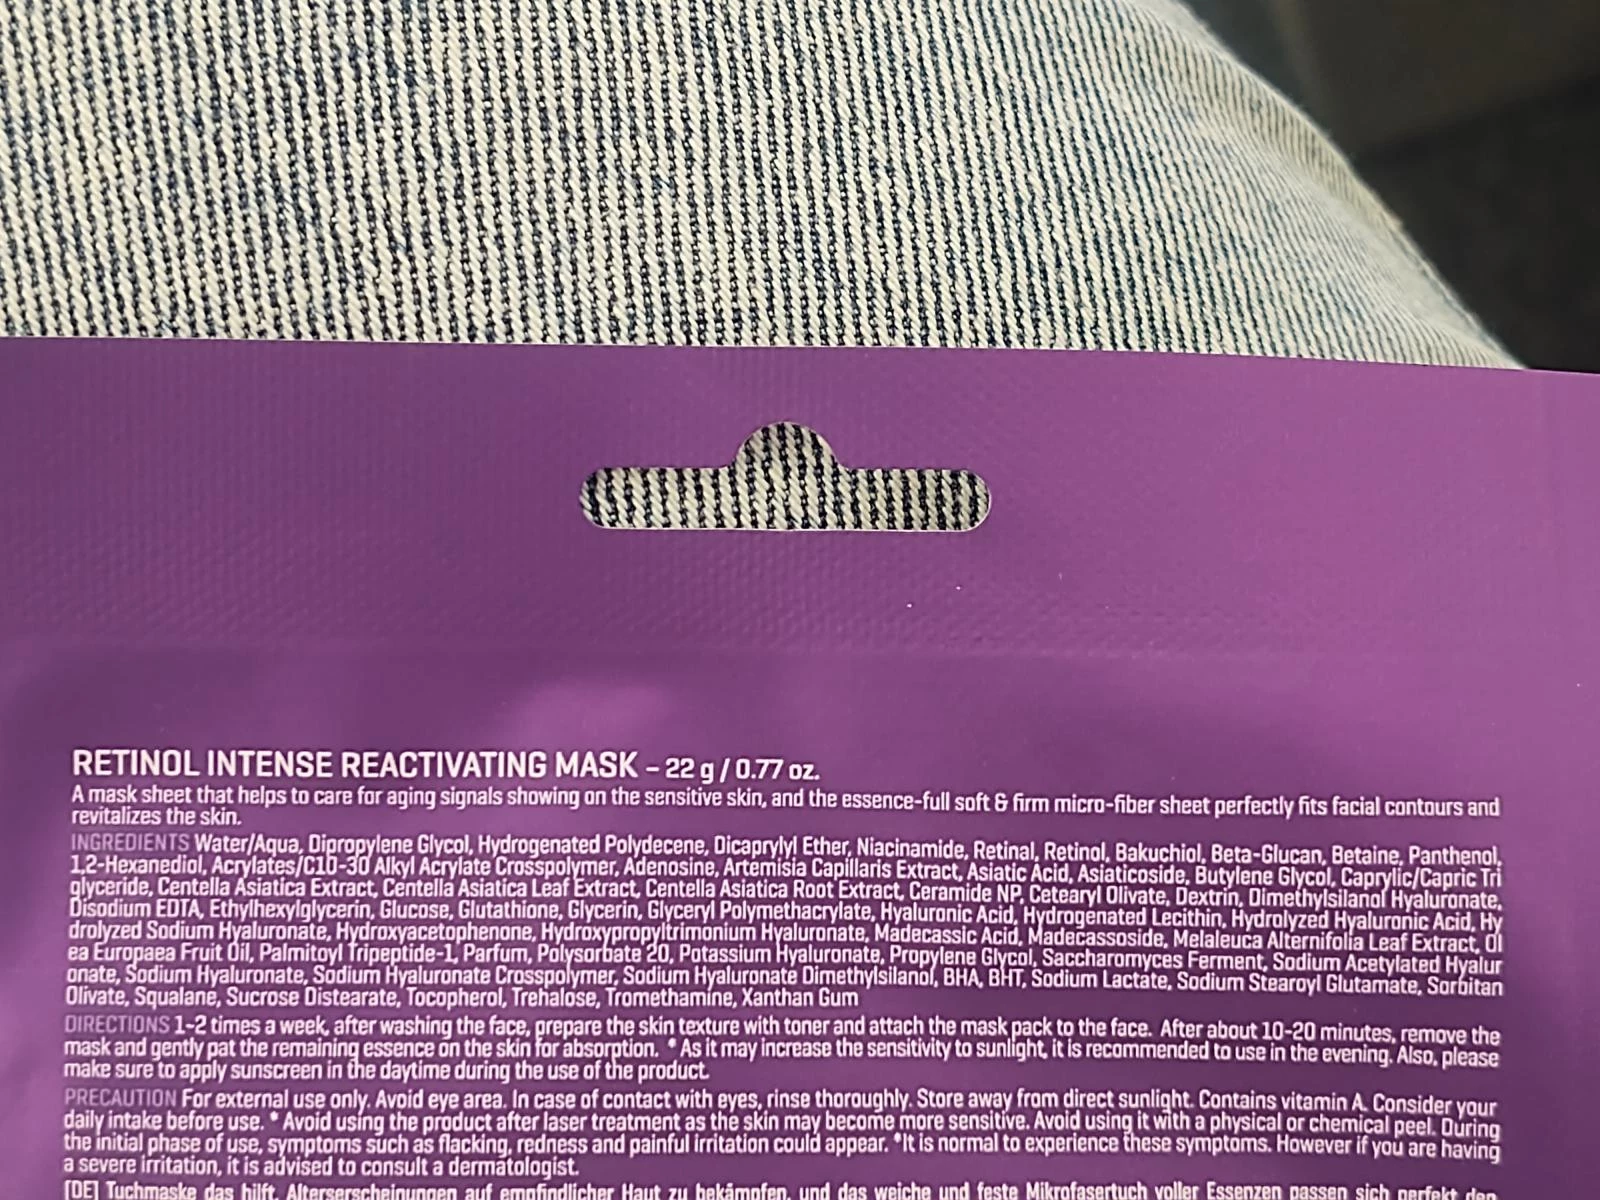 RETINOL INTENSE REACTIVATING MASK – 22 g / 0.77 oz.
A mask sheet that helps to care for aging signals showing on the sensitive skin, and the essence-full soft & firm micro-fiber sheet perfectly fits facial contours and
revitalizes the skin.
INGREDIENTS Water/Aqua, Dipropylene Glycol, Hydrogenated Polydecene, Dicaprylyl Ether, Niacinamide, Retinal, Retinol, Bakuchiol, Beta-Glucan, Betaine, Panthenol,
1,2-Hexanediol, Acrylates/C10-30 Alkyl Acrylate Crosspolymer, Adenosine, Artemisia Capillaris Extract, Asiatic Acid, Asiaticoside, Butylene Glycol, Caprylic/Capric Tri
glyceride, Centella Asiatica Extract, Centella Asiatica Leaf Extract, Centella Asiatica Root Extract, Ceramide NP, Cetearyl Olivate, Dextrin, Dimethylsilanol Hyaluronate,
Disodium EDTA, Ethylhexylglycerin, Glucose, Glutathione, Glycerin, Glyceryl Polymethacrylate, Hyaluronic Acid, Hydrogenated Lecithin, Hydrolyzed Hyaluronic Acid, Hy
drolyzed Sodium Hyaluronate, Hydroxyacetophenone, Hydroxypropyltrimonium Hyaluronate, Madecassic Acid, Madecassoside, Melaleuca Alternifolia Leaf Extract, Ol
ea Europaea Fruit Oil, Palmitoyl Tripeptide-1, Parfum, Polysorbate 20, Potassium Hyaluronate, Propylene Glycol, Saccharomyces Ferment, Sodium Acetylated Hyalur
onate, Sodium Hyaluronate, Sodium Hyaluronate Crosspolymer, Sodium Hyaluronate Dimethylsilanol, BHA, BHT, Sodium Lactate, Sodium Stearoyl Glutamate, Sorbitan
Olivate, Squalane, Sucrose Distearate, Tocopherol, Trehalose, Tromethamine, Xanthan Gum
DIRECTIONS 1-2 times a week, after washing the face, prepare the skin texture with toner and attach the mask pack to the face. After about 10-20 minutes, remove the
mask and gently pat the remaining essence on the skin for absorption. * As it may increase the sensitivity to sunlight, it is recommended to use in the evening. Also, please
make sure to apply sunscreen in the daytime during the use of the product.
PRECAUTION For external use only. Avoid eye area. In case of contact with eyes, rinse thoroughly. Store away from direct sunlight. Contains vitamin A. Consider your
daily intake before use. * Avoid using the product after laser treatment as the skin may become more sensitive. Avoid using it with a physical or chemical peel. During
the initial phase of use, symptoms such as flacking, redness and painful irritation could appear. *It is normal to experience these symptoms. However if you are having
a severe irritation, it is advised to consult a dermatologist.
[DE] Tuchmaske das hilft, Alterserscheinungen auf empfindlicher Haut zu bekämpfen, und das weiche und feste Mikrofasertuch voller Essenzen passen sich perfekt den